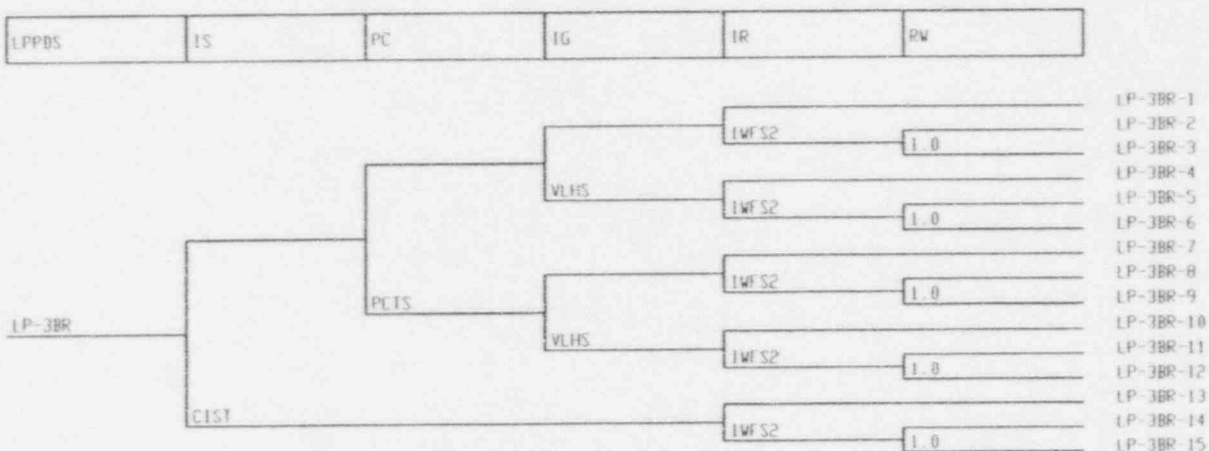 LPPDS IS PC IG IR RW
LP-3BR-1
IWFS2
LP-3BR-2
1.0
LP-3BR-3
VLHS
LP-3BR-4
IWFS2
LP-3BR-5
1.0
LP-3BR-6
LP-3BR-7
IWFS2
LP-3BR-8
1.0
LP-3BR-9
PCTS
LP-3BR
VLHS
LP-3BR-10
IWFS2
LP-3BR-11
1.0
LP-3BR-12
CIST
LP-3BR-13
IWFS2
LP-3BR-14
1.0
LP-3BR-15